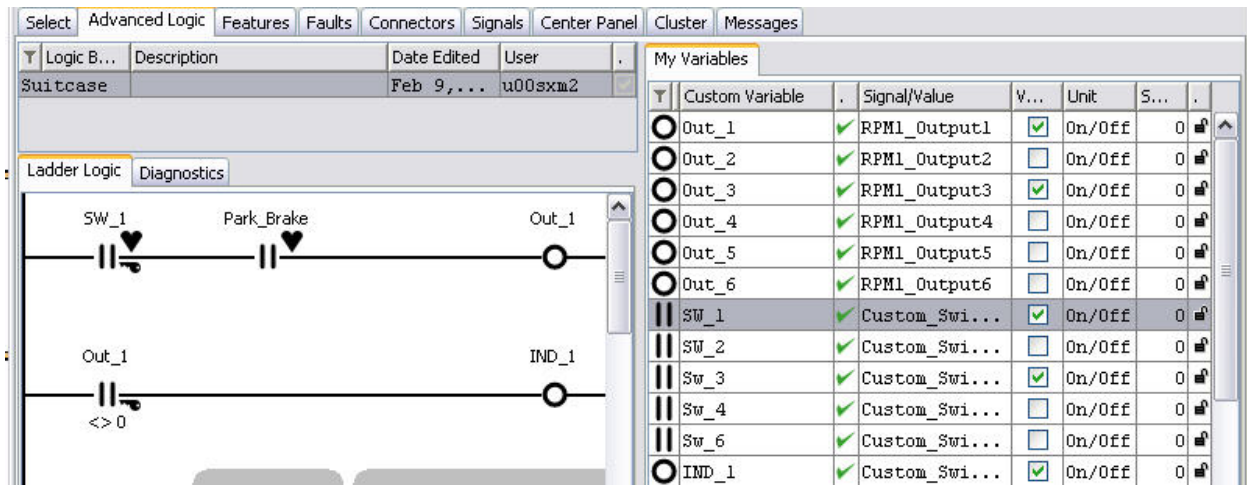 Select Advanced Logic Features Faults Connectors Signals Center Panel Cluster Messages
Logic B... Description Date Edited User .
Suitcase Feb 9,... u00sxm2
Ladder Logic Diagnostics
SW_1 Park_Brake Out_1
Out_1 IND_1
<> 0
My Variables
Custom Variable . Signal/Value V... Unit S... .
Out_1 RPM1_Output1 On/Off 0
Out_2 RPM1_Output2 On/Off 0
Out_3 RPM1_Output3 On/Off 0
Out_4 RPM1_Output4 On/Off 0
Out_5 RPM1_Output5 On/Off 0
Out_6 RPM1_Output6 On/Off 0
SW_1 Custom_Swi... On/Off 0
SW_2 Custom_Swi... On/Off 0
Sw_3 Custom_Swi... On/Off 0
Sw_4 Custom_Swi... On/Off 0
Sw_6 Custom_Swi... On/Off 0
IND_1 Custom_Swi... On/Off 0